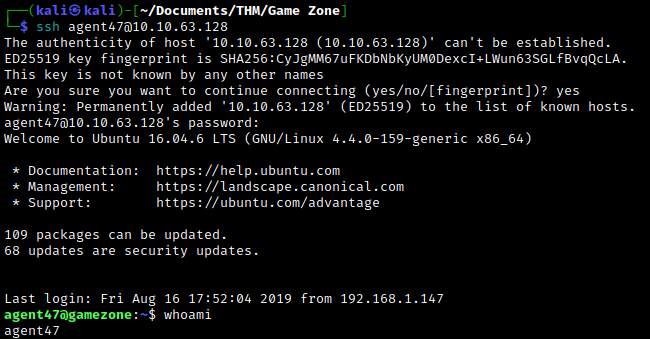 ┌──(kali㉿kali)-[~/Documents/THM/Game Zone]
└─$ ssh agent47@10.10.63.128
The authenticity of host '10.10.63.128 (10.10.63.128)' can't be established.
ED25519 key fingerprint is SHA256:CyJgMM67uFKDbNbKyUM0DexcI+LWun63SGLfBvqQcLA.
This key is not known by any other names
Are you sure you want to continue connecting (yes/no/[fingerprint])? yes
Warning: Permanently added '10.10.63.128' (ED25519) to the list of known hosts.
agent47@10.10.63.128's password:
Welcome to Ubuntu 16.04.6 LTS (GNU/Linux 4.4.0-159-generic x86_64)
* Documentation:  https://help.ubuntu.com
* Management:     https://landscape.canonical.com
* Support:        https://ubuntu.com/advantage
109 packages can be updated.
68 updates are security updates.
Last login: Fri Aug 16 17:52:04 2019 from 192.168.1.147
agent47@gamezone:~$ whoami
agent47